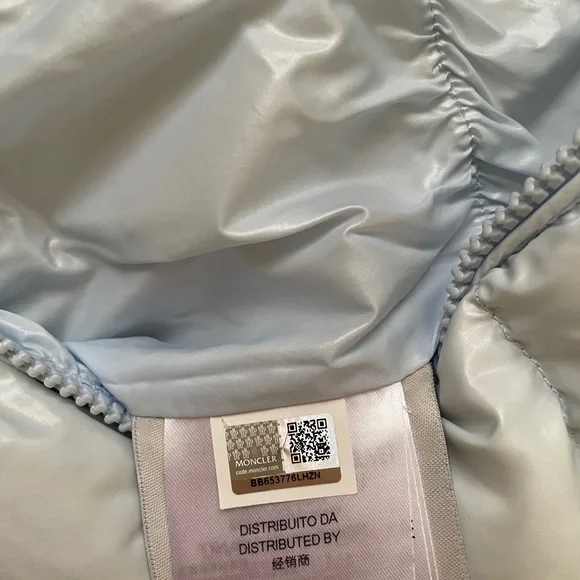 MONCLER
code.moncler.com
BB653776LHZN
DISTRIBUITO DA
DISTRIBUTED BY
经销商